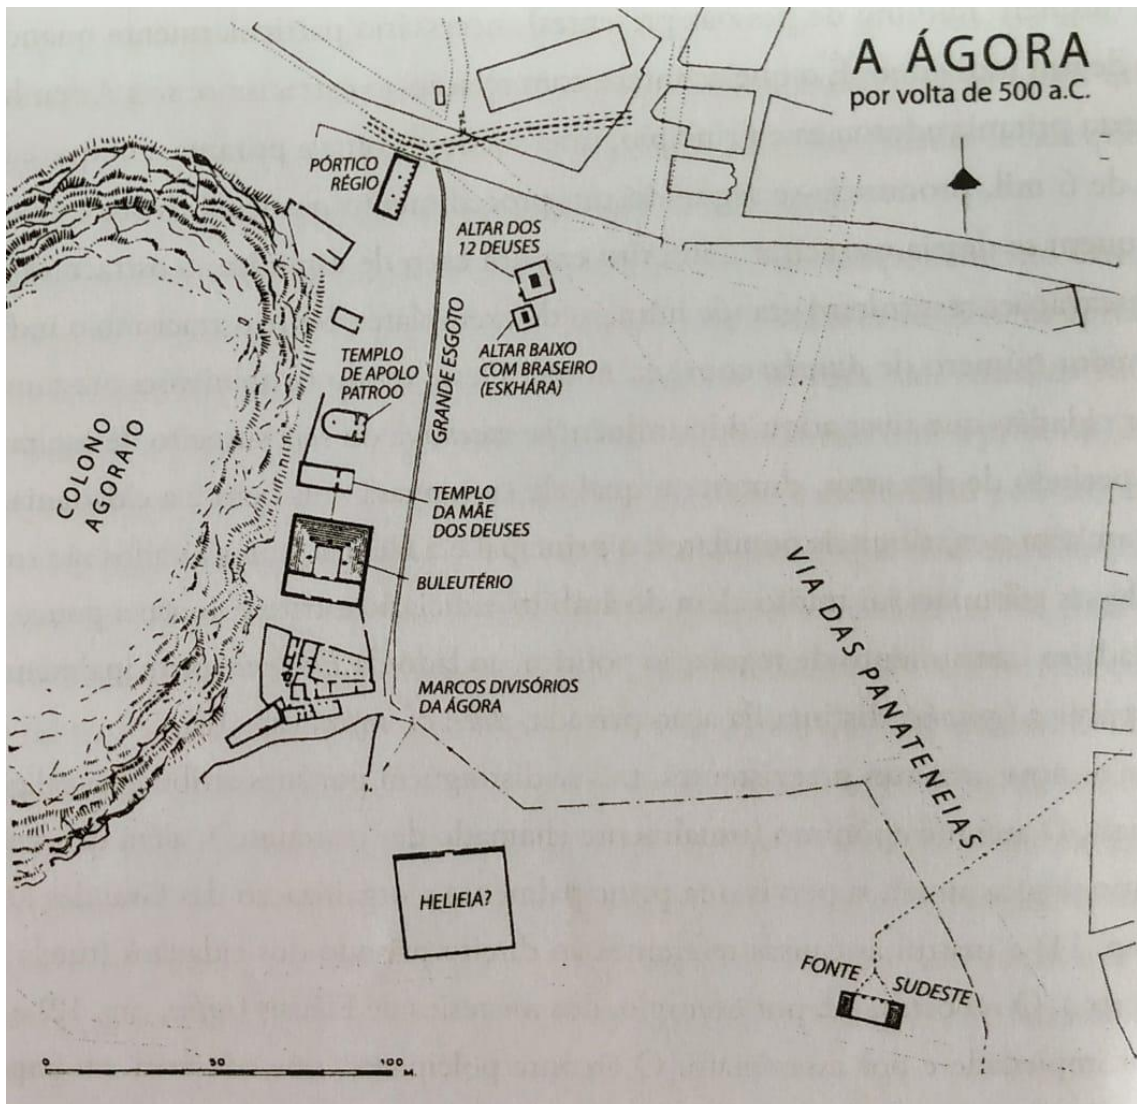 A ÁGORA
por volta de 500 a.C.
PÓRTICO
RÉGIO
ALTAR DOS
12 DEUSES
GRANDE ESGOTO
ALTAR BAIXO
COM BRASEIRO
(ESKHÁRA)
TEMPLO
DE APOLO
PATROO
COLONO
AGORAIO
TEMPLO
DA MÃE
DOS DEUSES
BULEUTÉRIO
VIA DAS PANATENEIAS
MARCOS DIVISÓRIOS
DA ÁGORA
HELIEIA?
FONTE SUDESTE
0 50 100